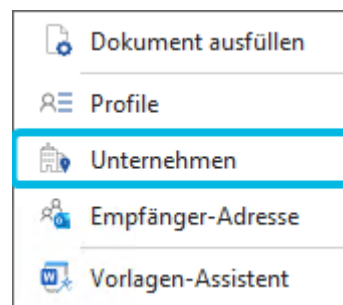 Dokument ausfüllen
Profile
Unternehmen
Empfänger-Adresse
Vorlagen-Assistent